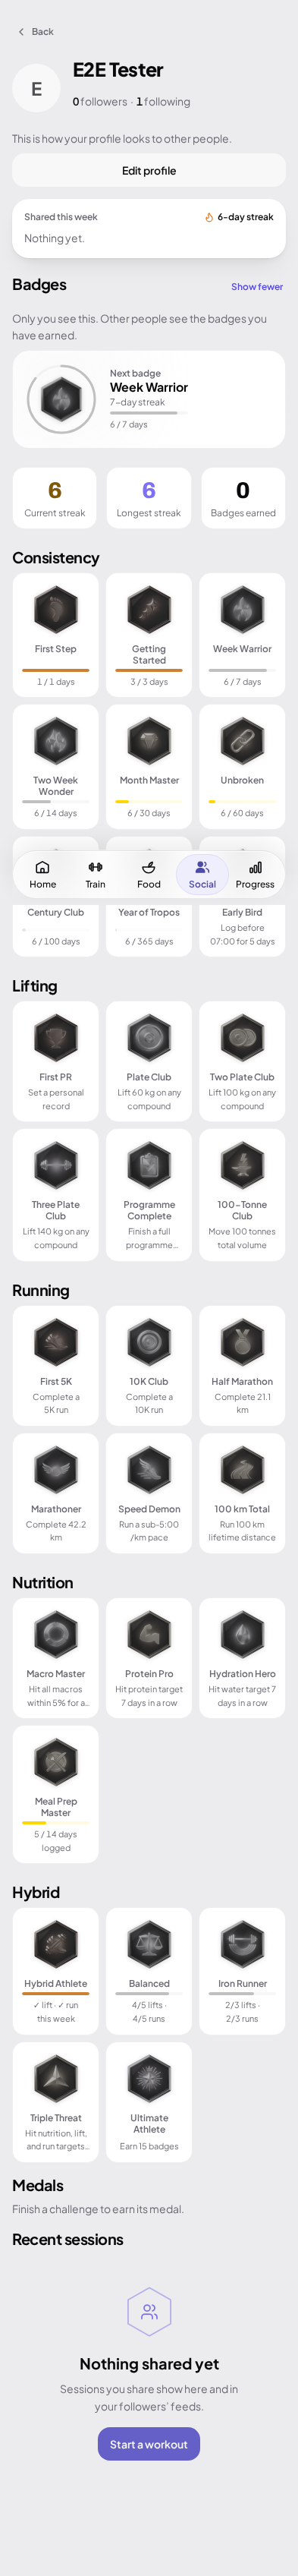 Back
E
E2E Tester
0 followers · 1 following
This is how your profile looks to other people.
Edit profile
Shared this week
6-day streak
Nothing yet.
Badges
Show fewer
Only you see this. Other people see the badges you
have earned.
Next badge
Week Warrior
7-day streak
6 / 7 days
6
Current streak
6
Longest streak
0
Badges earned
Consistency
First Step
1 / 1 days
Getting
Started
3 / 3 days
Week Warrior
6 / 7 days
Two Week
Wonder
6 / 14 days
Month Master
6 / 30 days
Unbroken
6 / 60 days
Home
Train
Food
Social
Progress
Century Club
6 / 100 days
Year of Tropos
6 / 365 days
Early Bird
Log before
07:00 for 5 days
Lifting
First PR
Set a personal
record
Plate Club
Lift 60 kg on any
compound
Two Plate Club
Lift 100 kg on any
compound
Three Plate
Club
Lift 140 kg on any
compound
Programme
Complete
Finish a full
programme...
100-Tonne
Club
Move 100 tonnes
total volume
Running
First 5K
Complete a
5K run
10K Club
Complete a
10K run
Half Marathon
Complete 21.1
km
Marathoner
Complete 42.2
km
Speed Demon
Run a sub-5:00
/km pace
100 km Total
Run 100 km
lifetime distance
Nutrition
Macro Master
Hit all macros
within 5% for a...
Protein Pro
Hit protein target
7 days in a row
Hydration Hero
Hit water target 7
days in a row
Meal Prep
Master
5 / 14 days
logged
Hybrid
Hybrid Athlete
✓ lift · ✓ run
this week
Balanced
4/5 lifts ·
4/5 runs
Iron Runner
2/3 lifts ·
2/3 runs
Triple Threat
Hit nutrition, lift,
and run targets...
Ultimate
Athlete
Earn 15 badges
Medals
Finish a challenge to earn its medal.
Recent sessions
Nothing shared yet
Sessions you share show here and in
your followers' feeds.
Start a workout